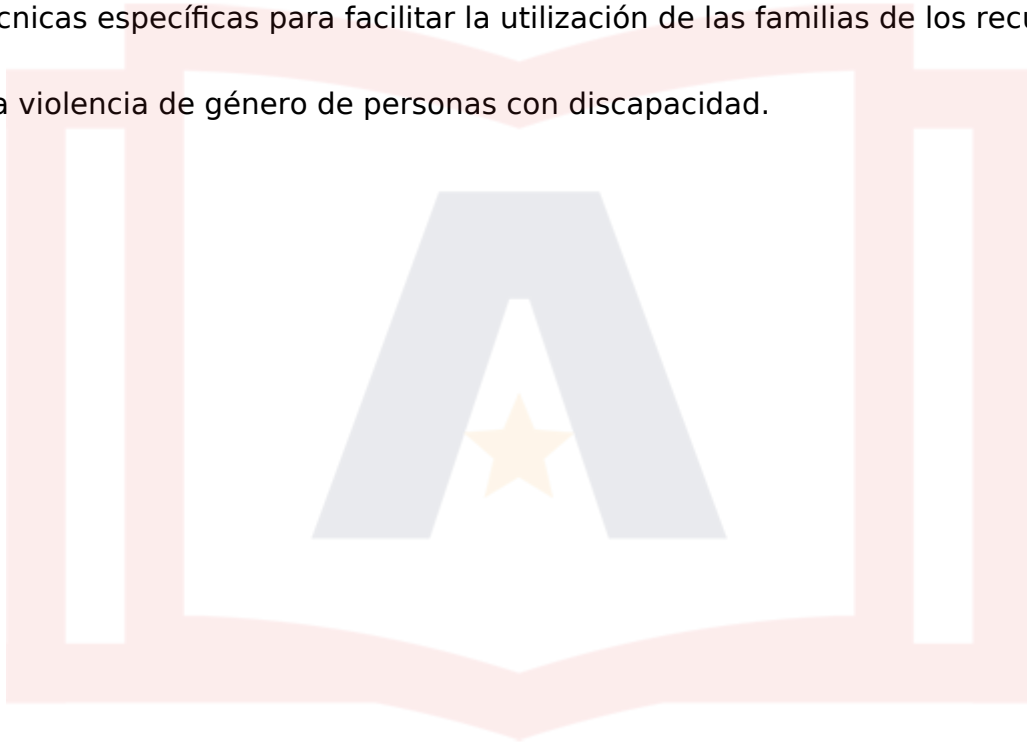 cnicas específicas para facilitar la utilización de las familias de los recu
a violencia de género de personas con discapacidad.